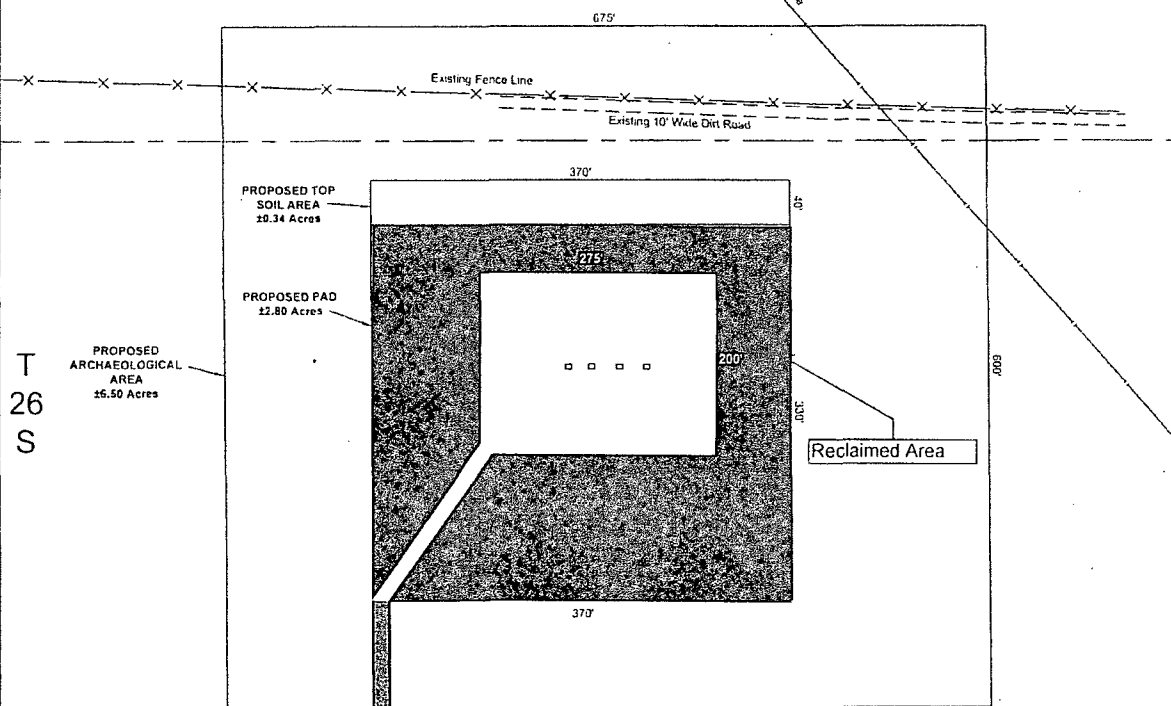 675'
Existing Fence Line
Existing 10' Wide Dirt Road
370'
PROPOSED TOP
SOIL AREA
±0.34 Acres
40'
275'
PROPOSED PAD
±2.80 Acres
T
26
S
PROPOSED
ARCHAEOLOGICAL
AREA
±6.50 Acres
200'
600'
330'
Reclaimed Area
370'